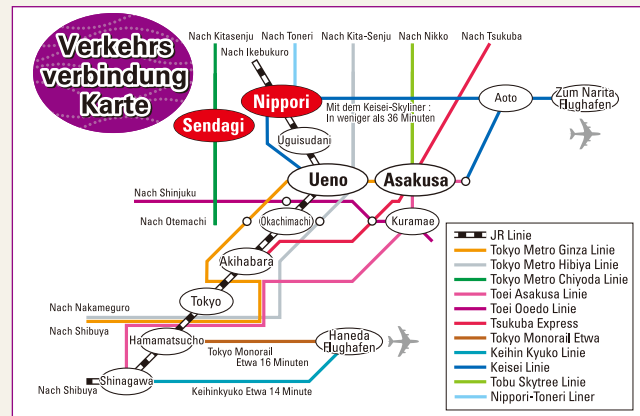 Verkehrs
verbindung
Karte
Nach Kitasenju
Nach Toneri
Nach Kita-Senju
Nach Nikko
Nach Tsukuba
Nach Ikebukuro
Nippori
Mit dem Keisei-Skyliner :
In weniger als 36 Minuten
Aoto
Zum Narita
Flughafen
Sendagi
Uguisudani
Ueno
Asakusa
Nach Shinjuku
Nach Otemachi
Okachimachi
Kuramae
Akihabara
Tokyo
Nach Nakameguro
Nach Shibuya
Hamamatsucho
Tokyo Monorail
Etwa 16 Minuten
Haneda
Flughafen
Nach Shibuya
Shinagawa
Keihinkyuko Etwa 14 Minute
JR Linie
Tokyo Metro Ginza Linie
Tokyo Metro Hibiya Linie
Tokyo Metro Chiyoda Linie
Toei Asakusa Linie
Toei Ooedo Linie
Tsukuba Express
Tokyo Monorail Etwa
Keihin Kyuko Linie
Keisei Linie
Tobu Skytree Linie
Nippori-Toneri Liner